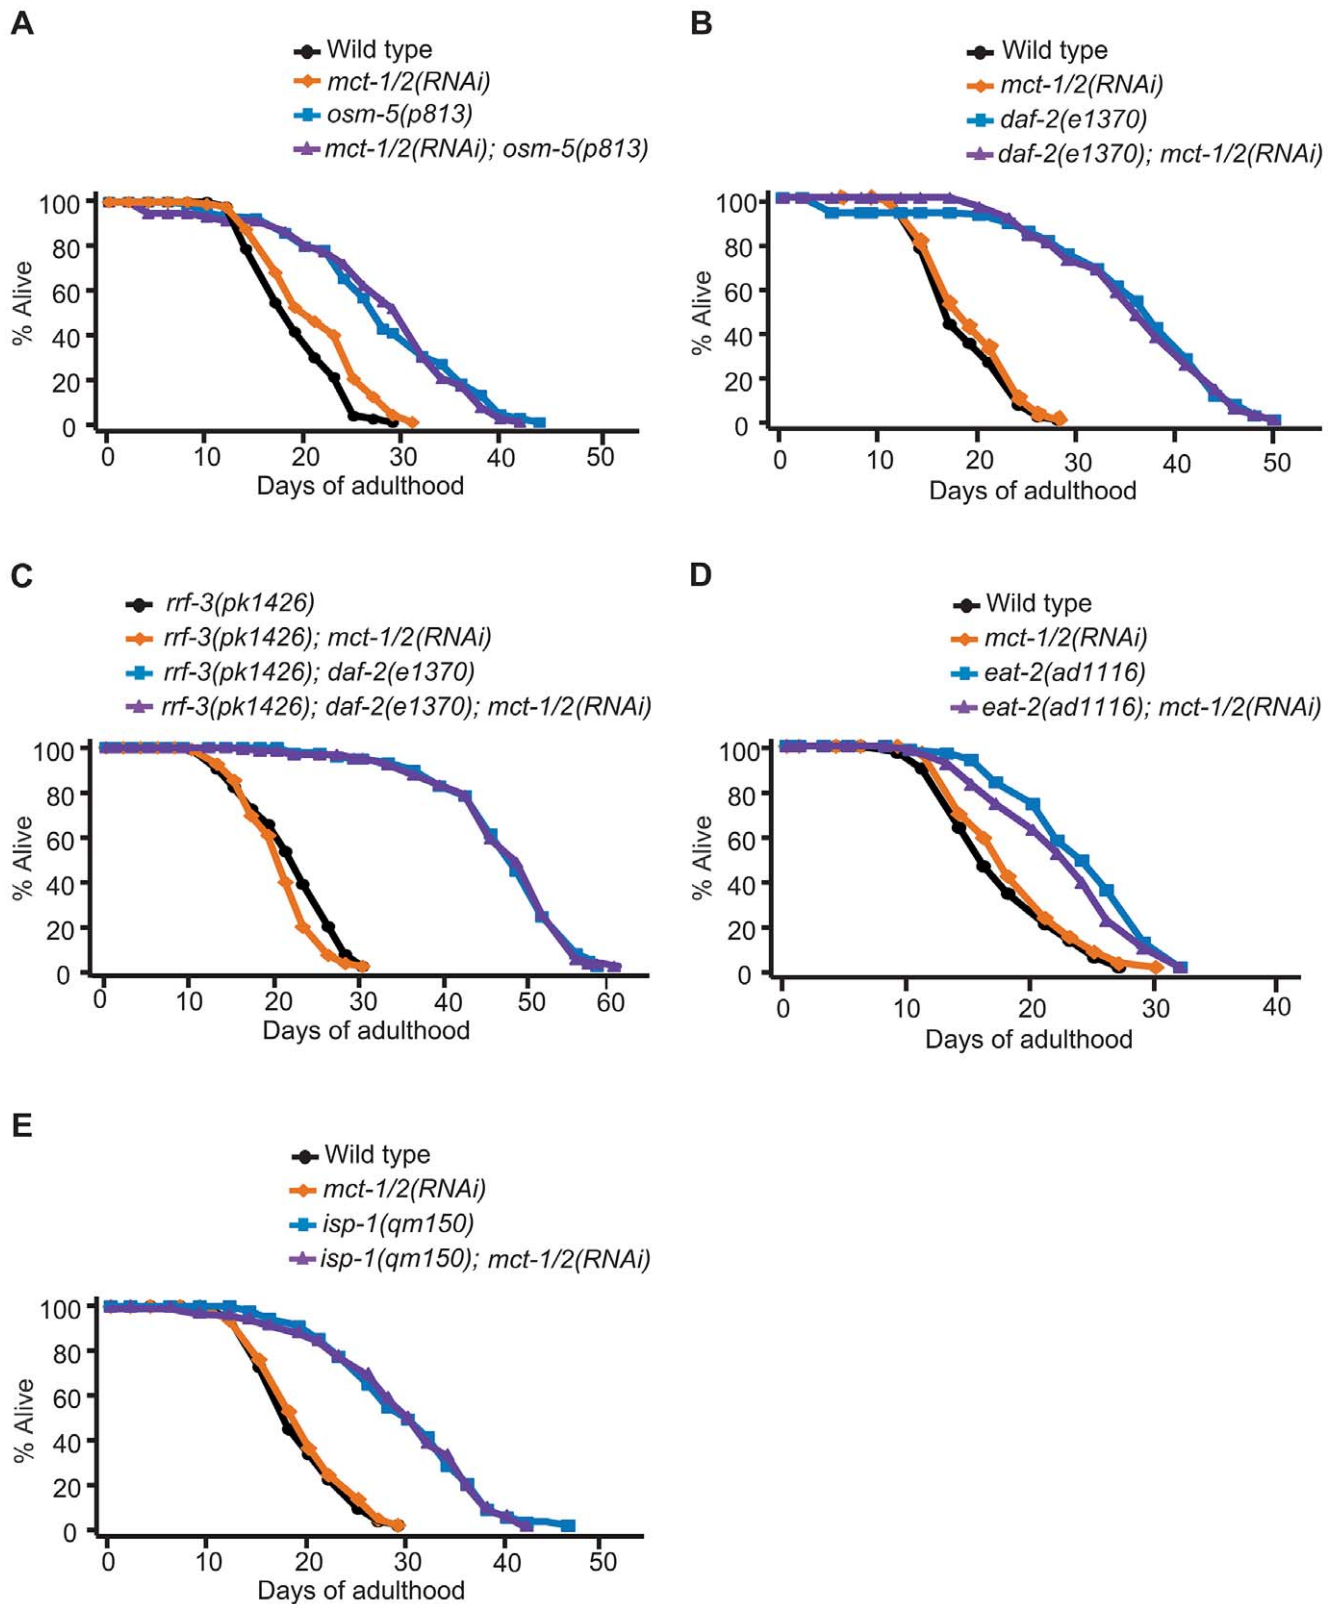 A
Wild type
mct-1/2(RNAi)
osm-5(p813)
mct-1/2(RNAi); osm-5(p813)
100
80
60
40
20
0
% Alive
0 10 20 30 40 50
Days of adulthood
B
Wild type
mct-1/2(RNAi)
daf-2(e1370)
daf-2(e1370); mct-1/2(RNAi)
100
80
60
40
20
0
% Alive
0 10 20 30 40 50
Days of adulthood
C
rrf-3(pk1426)
rrf-3(pk1426); mct-1/2(RNAi)
rrf-3(pk1426); daf-2(e1370)
rrf-3(pk1426); daf-2(e1370); mct-1/2(RNAi)
100
80
60
40
20
0
% Alive
0 10 20 30 40 50 60
Days of adulthood
D
Wild type
mct-1/2(RNAi)
eat-2(ad1116)
eat-2(ad1116); mct-1/2(RNAi)
100
80
60
40
20
0
% Alive
0 10 20 30 40
Days of adulthood
E
Wild type
mct-1/2(RNAi)
isp-1(qm150)
isp-1(qm150); mct-1/2(RNAi)
100
80
60
40
20
0
% Alive
0 10 20 30 40 50
Days of adulthood